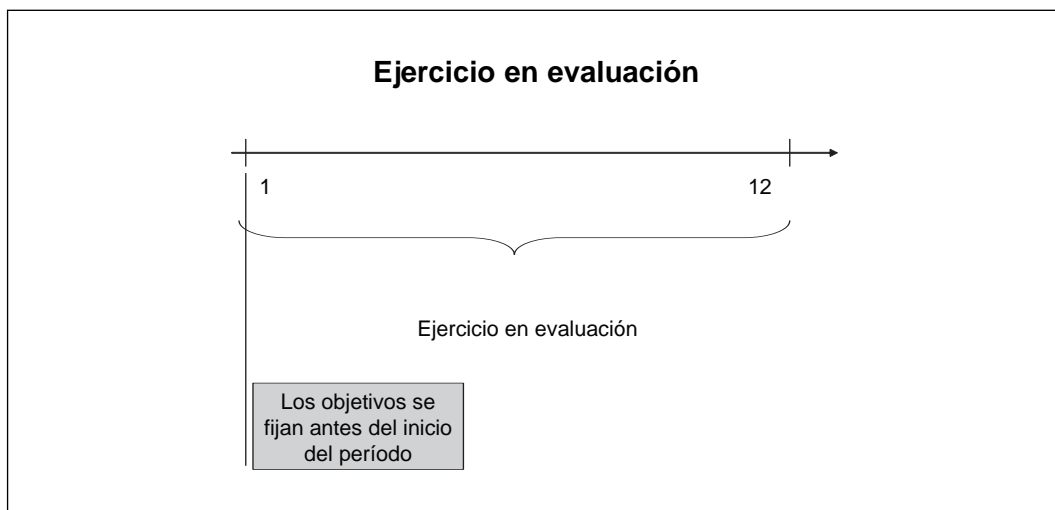 Ejercicio en evaluación
1
12
Ejercicio en evaluación
Los objetivos se
fijan antes del inicio
del período